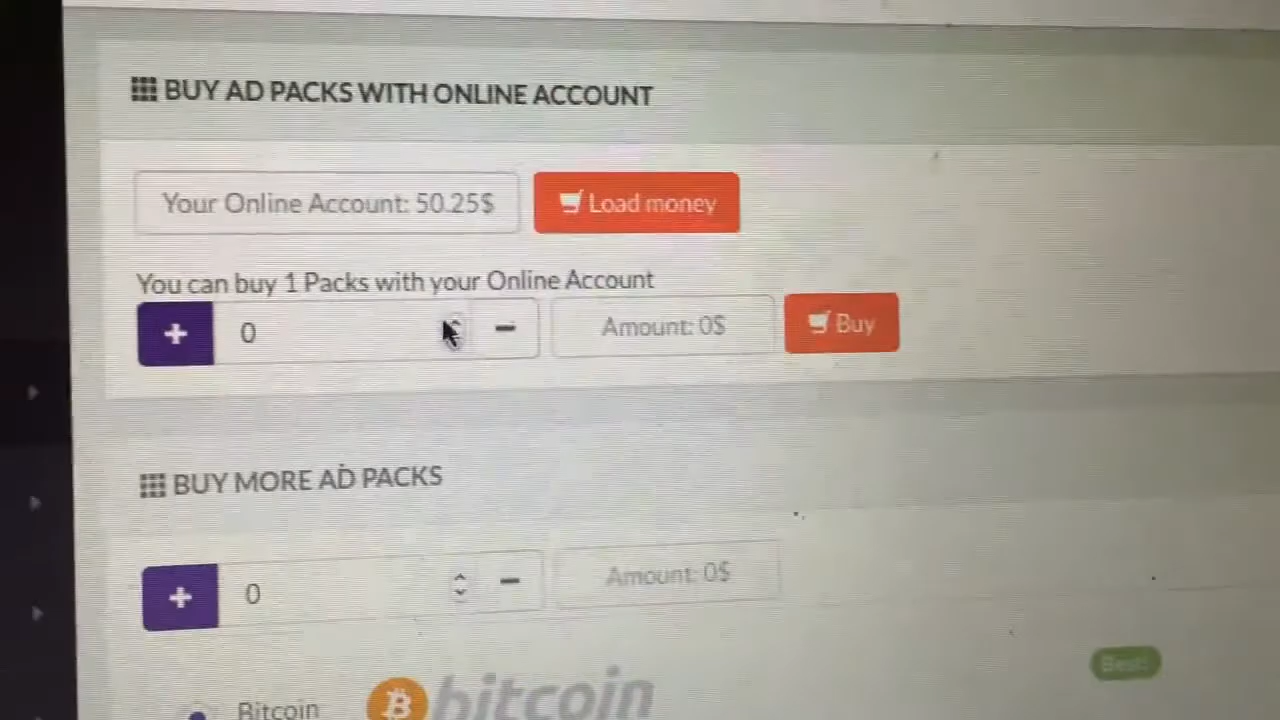 BUY AD PACKS WITH ONLINE ACCOUNT
Your Online Account: 50.25$
Load money
You can buy 1 Packs with your Online Account
+ 0 - Amount: 0$ Buy
BUY MORE AD PACKS
+ 0 - Amount: 0$
Best!
Bitcoin bitcoin